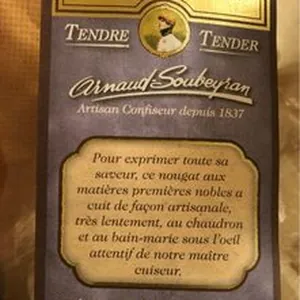 TENDRE TENDER
Arnaud-Soubeyran
Artisan Confiseur depuis 1837
Pour exprimer toute sa
saveur, ce nougat aux
matières premières nobles a
cuit de façon artisanale,
très lentement, au chaudron
et au bain-marie sous l'oeil
attentif de notre maître
cuiseur.